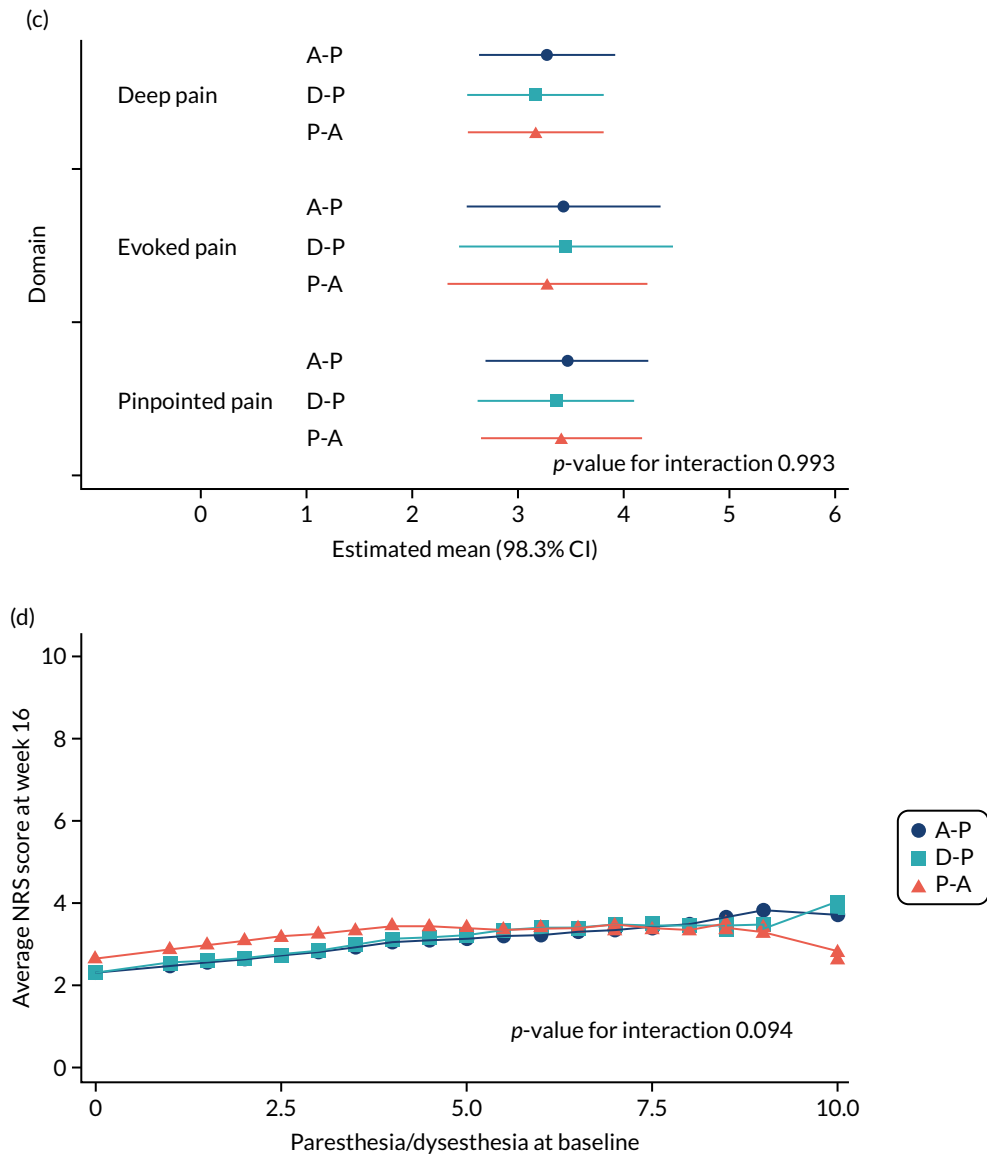 (c)
A-P
Deep pain
D-P
P-A
A-P
Evoked pain
D-P
P-A
A-P
Pinpointed pain
D-P
P-A
Domain
p-value for interaction 0.993
0 1 2 3 4 5 6
Estimated mean (98.3% CI)
(d)
10
8
6
4
2
0
Average NRS score at week 16
A-P
D-P
P-A
p-value for interaction 0.094
0 2.5 5.0 7.5 10.0
Paresthesia/dysesthesia at baseline